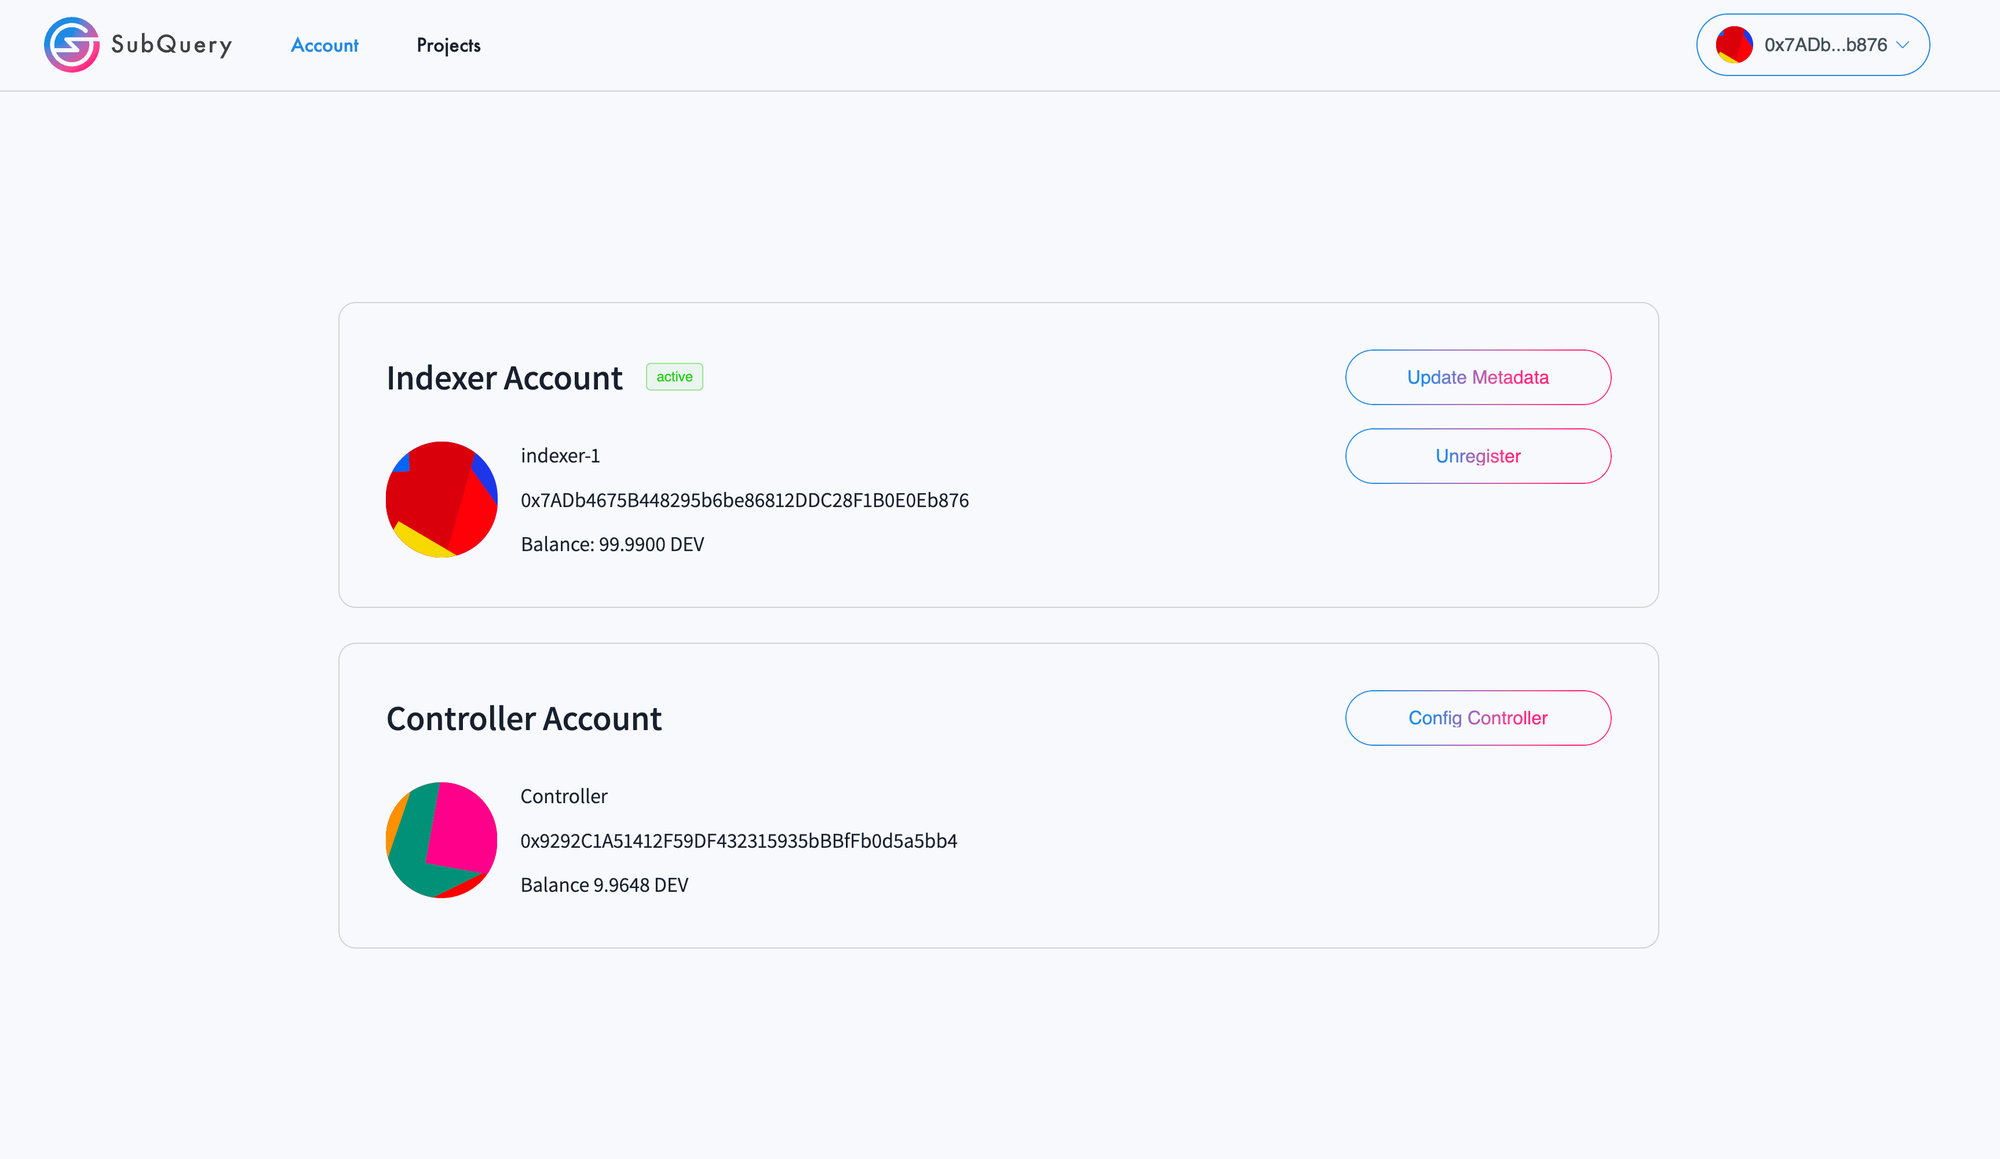 SubQuery
Account
Projects
0x7ADb...b876
Indexer Account
active
Update Metadata
indexer-1
Unregister
0x7ADb4675B448295b6be86812DDC28F1B0E0Eb876
Balance: 99.9900 DEV
Controller Account
Config Controller
Controller
0x9292C1A51412F59DF432315935bBBfFb0d5a5bb4
Balance 9.9648 DEV